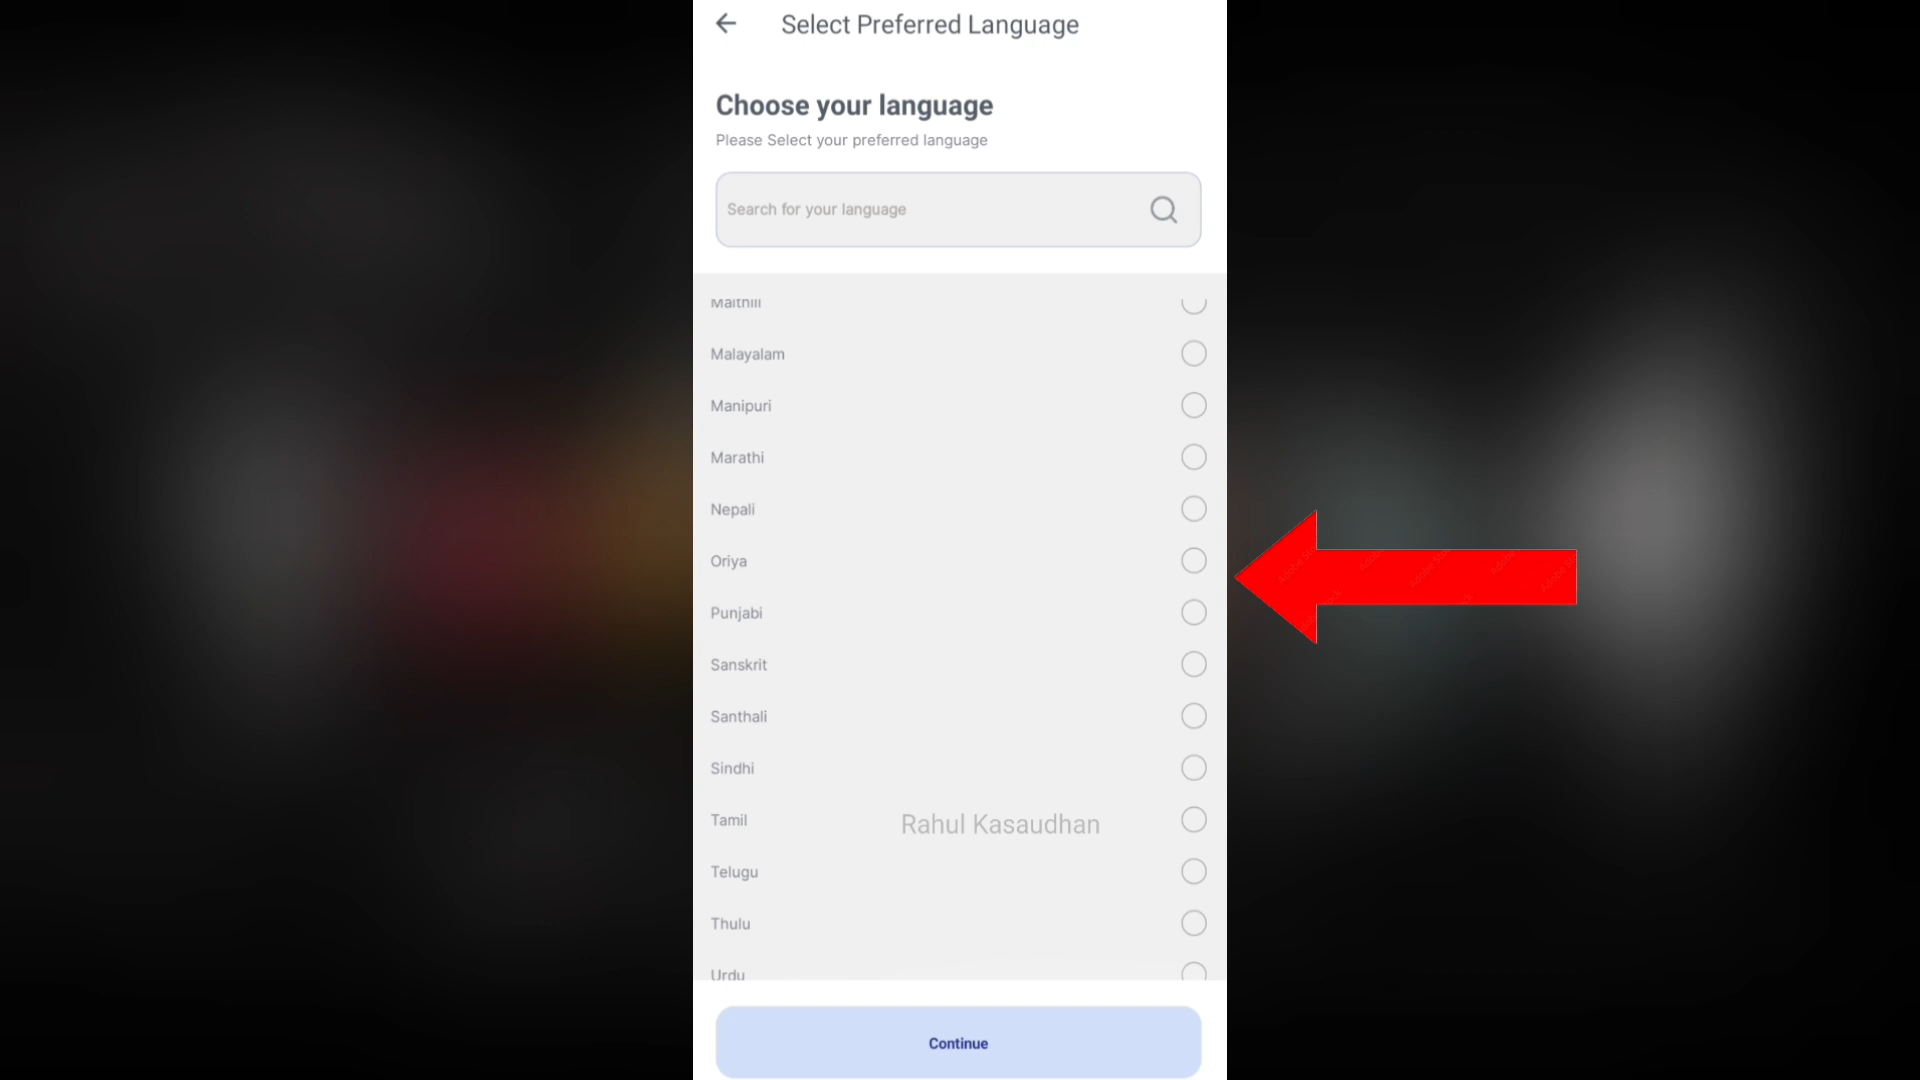 Select Preferred Language
Choose your language
Please Select your preferred language
Search for your language
Maithili
Malayalam
Manipuri
Marathi
Nepali
Oriya
Punjabi
Sanskrit
Santhali
Sindhi
Tamil
Rahul Kasaudhan
Telugu
Thulu
Urdu
Continue